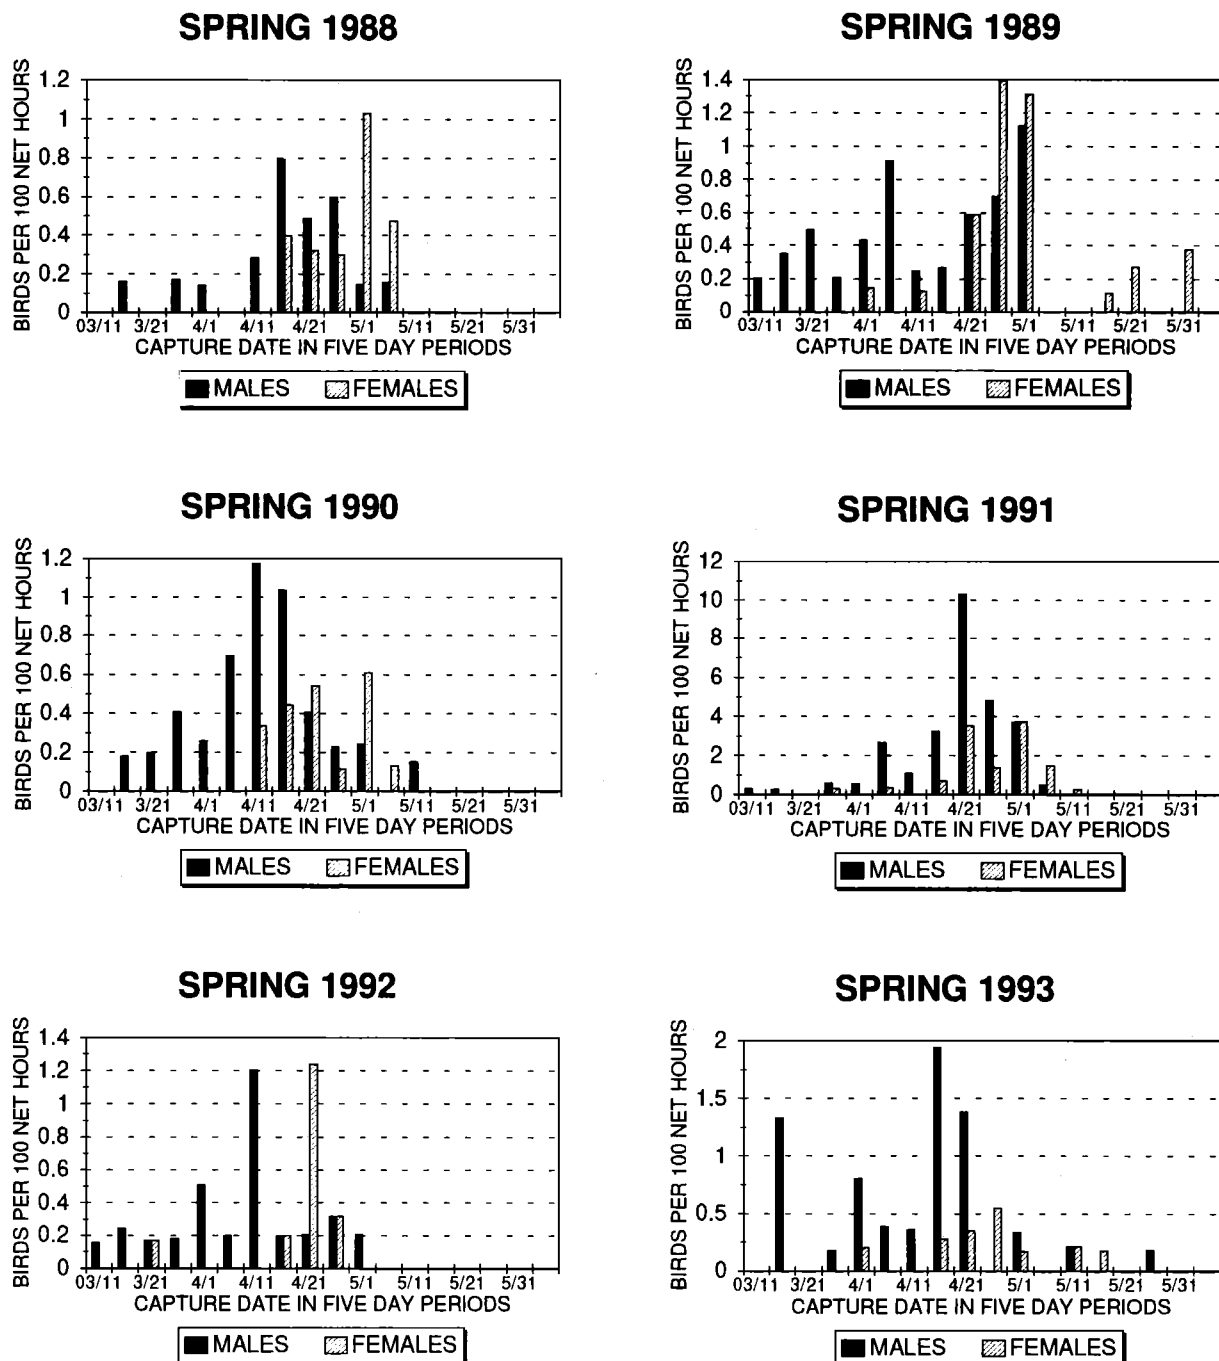 SPRING 1988
BIRDS PER 100 NET HOURS
1.2
1
0.8
0.6
0.4
0.2
0
03/11 3/21 4/1 4/11 4/21 5/1 5/11 5/21 5/31
CAPTURE DATE IN FIVE DAY PERIODS
MALES FEMALES
SPRING 1989
BIRDS PER 100 NET HOURS
1.4
1.2
1
0.8
0.6
0.4
0.2
0
03/11 3/21 4/1 4/11 4/21 5/1 5/11 5/21 5/31
CAPTURE DATE IN FIVE DAY PERIODS
MALES FEMALES
SPRING 1990
BIRDS PER 100 NET HOURS
1.2
1
0.8
0.6
0.4
0.2
0
03/11 3/21 4/1 4/11 4/21 5/1 5/11 5/21 5/31
CAPTURE DATE IN FIVE DAY PERIODS
MALES FEMALES
SPRING 1991
BIRDS PER 100 NET HOURS
12
10
8
6
4
2
0
03/11 3/21 4/1 4/11 4/21 5/1 5/11 5/21 5/31
CAPTURE DATE IN FIVE DAY PERIODS
MALES FEMALES
SPRING 1992
BIRDS PER 100 NET HOURS
1.4
1.2
1
0.8
0.6
0.4
0.2
0
03/11 3/21 4/1 4/11 4/21 5/1 5/11 5/21 5/31
CAPTURE DATE IN FIVE DAY PERIODS
MALES FEMALES
SPRING 1993
BIRDS PER 100 NET HOURS
2
1.5
1
0.5
0
03/11 3/21 4/1 4/11 4/21 5/1 5/11 5/21 5/31
CAPTURE DATE IN FIVE DAY PERIODS
MALES FEMALES